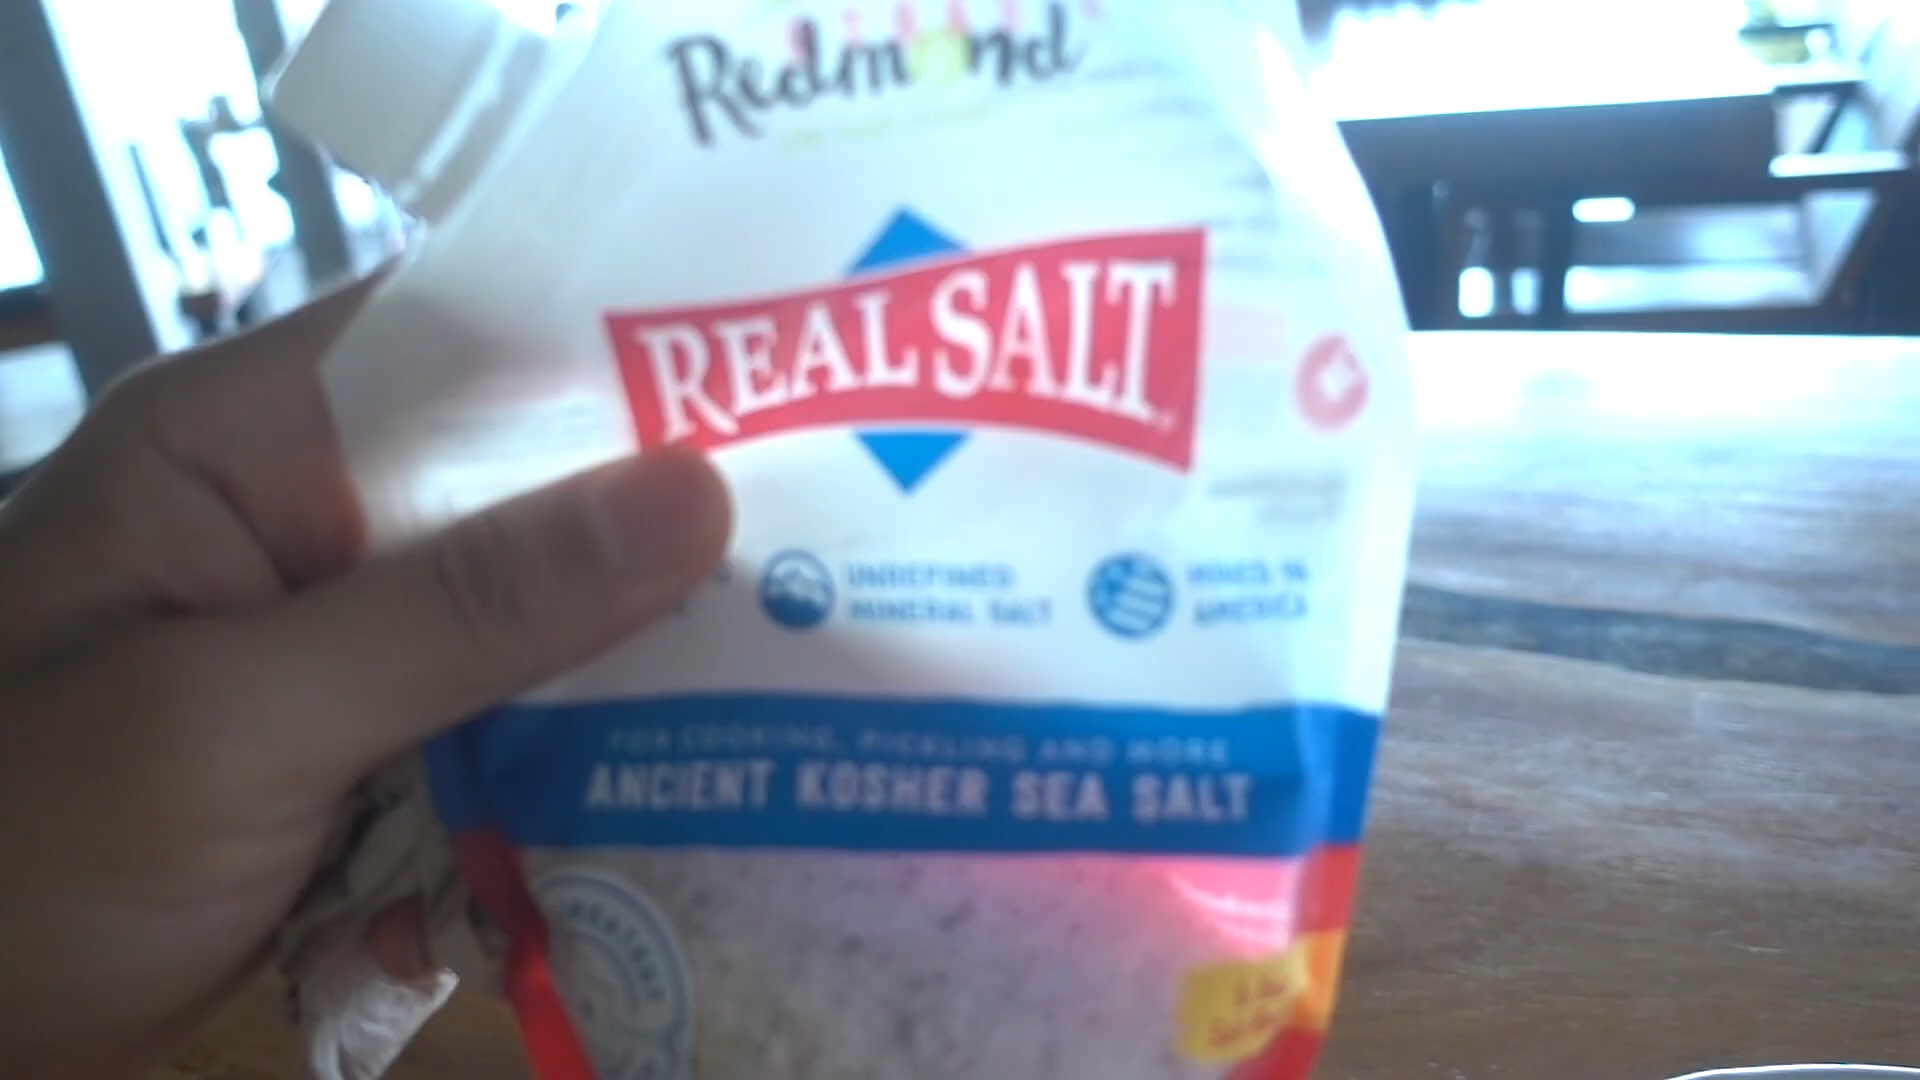 Redmond
REAL SALT
UNREFINED
MINERAL SALT
MINED IN
AMERICA
FOR COOKING, PICKLING AND MORE
ANCIENT KOSHER SEA SALT